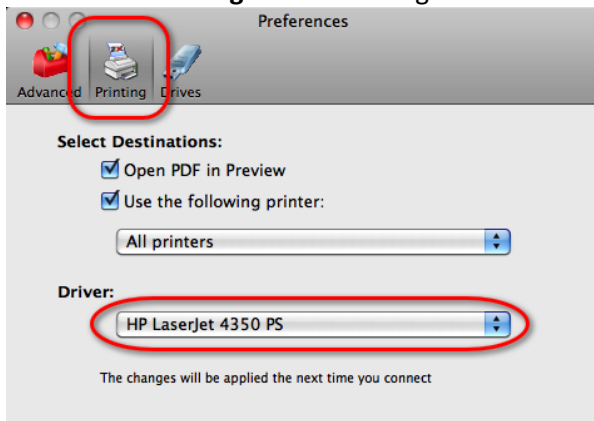 Preferences
Advanced Printing Drives
Select Destinations:
Open PDF in Preview
Use the following printer:
All printers
Driver:
HP LaserJet 4350 PS
The changes will be applied the next time you connect